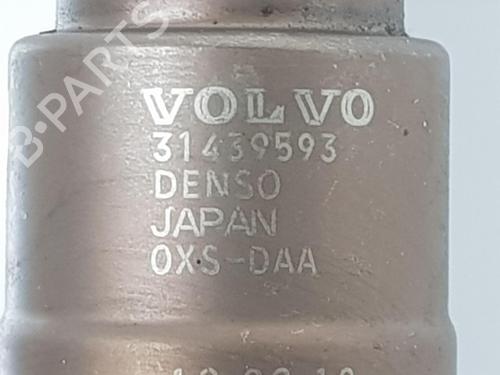 B-PARTS
VOLVO
31439593
DENSO
JAPAN
OXS-DAA